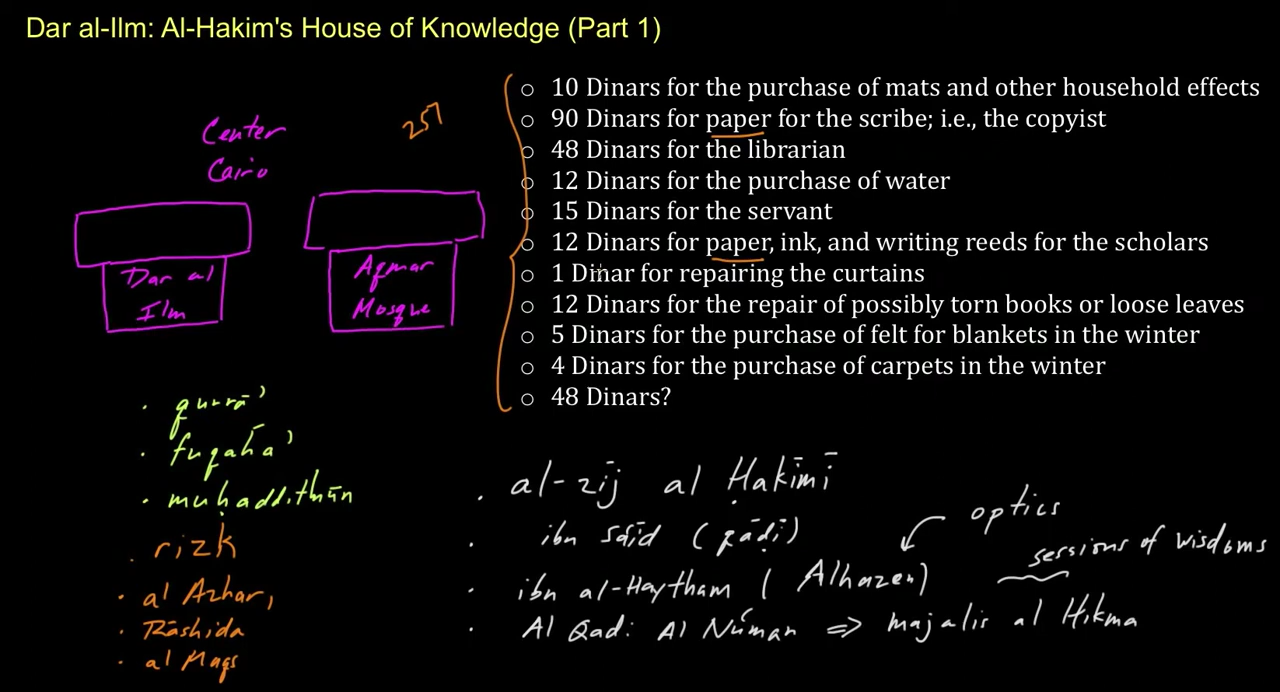 Dar al-Ilm: Al-Hakim's House of Knowledge (Part 1)
Center
Cairo
257
Dar al
Ilm
Aqmar
Mosque
○ 10 Dinars for the purchase of mats and other household effects
○ 90 Dinars for paper for the scribe; i.e., the copyist
○ 48 Dinars for the librarian
○ 12 Dinars for the purchase of water
○ 15 Dinars for the servant
○ 12 Dinars for paper, ink, and writing reeds for the scholars
○ 1 Dinar for repairing the curtains
○ 12 Dinars for the repair of possibly torn books or loose leaves
○ 5 Dinars for the purchase of felt for blankets in the winter
○ 4 Dinars for the purchase of carpets in the winter
○ 48 Dinars?
· qurrā'
· fuqahā'
· muḥaddithūn
· rizk
· al Azhar,
· Rāshida
· al Maqs
· al-zij al Ḥakīmī
· ibn saīd (qāḍi)
optics
sessions of wisdoms
· ibn al-Haytham (Alhazen)
· Al Qadi Al Nu'man ⇒ majalis al Hikma